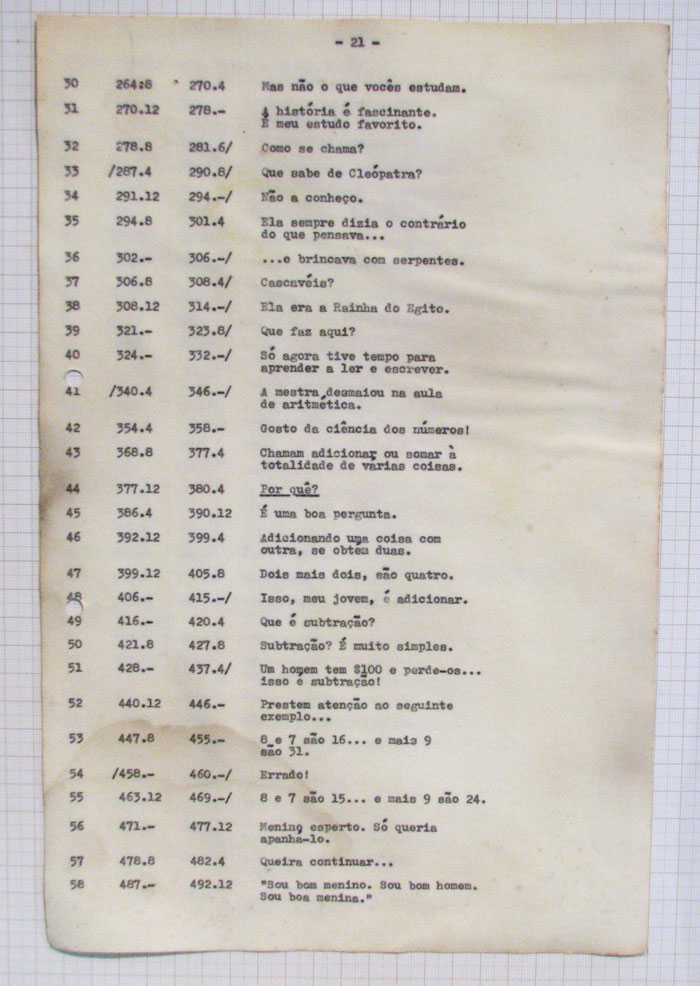 - 21 -
30 264:8 270.4 Mas não o que vocês estudam.
31 270.12 278.- A história é fascinante.
É meu estudo favorito.
32 278.8 281.6/ Como se chama?
33 /287.4 290.8/ Que sabe de Cleópatra?
34 291.12 294.-/ Não a conheço.
35 294.8 301.4 Ela sempre dizia o contrário
do que pensava...
36 302.- 306.-/ ...e brincava com serpentes.
37 306.8 308.4/ Cascavéis?
38 308.12 314.-/ Ela era a Rainha do Egito.
39 321.- 323.8/ Que faz aqui?
40 324.- 332.-/ Só agora tive tempo para
aprender a ler e escrever.
41 /340.4 346.-/ A mestra desmaiou na aula
de aritmética.
42 354.4 358.- Gosto da ciência dos números!
43 368.8 377.4 Chamam adicionar ou somar à
totalidade de várias coisas.
44 377.12 380.4 Por quê?
45 386.4 390.12 É uma boa pergunta.
46 392.12 399.4 Adicionando uma coisa com
outra, se obtém duas.
47 399.12 405.8 Dois mais dois, são quatro.
48 406.- 415.-/ Isso, meu jovem, é adicionar.
49 416.- 420.4 Que é subtração?
50 421.8 427.8 Subtração? É muito simples.
51 428.- 437.4/ Um homem tem $100 e perde-os...
isso é subtração!
52 440.12 446.- Prestem atenção ao seguinte
exemplo...
53 447.8 455.- 8 e 7 são 16... e mais 9
são 31.
54 /458.- 460.-/ Errado!
55 463.12 469.-/ 8 e 7 são 15... e mais 9 são 24.
56 471.- 477.12 Menino esperto. Só queria
apanha-lo.
57 478.8 482.4 Queira continuar...
58 487.- 492.12 "Sou bom menino. Sou bom homem.
Sou boa menina."